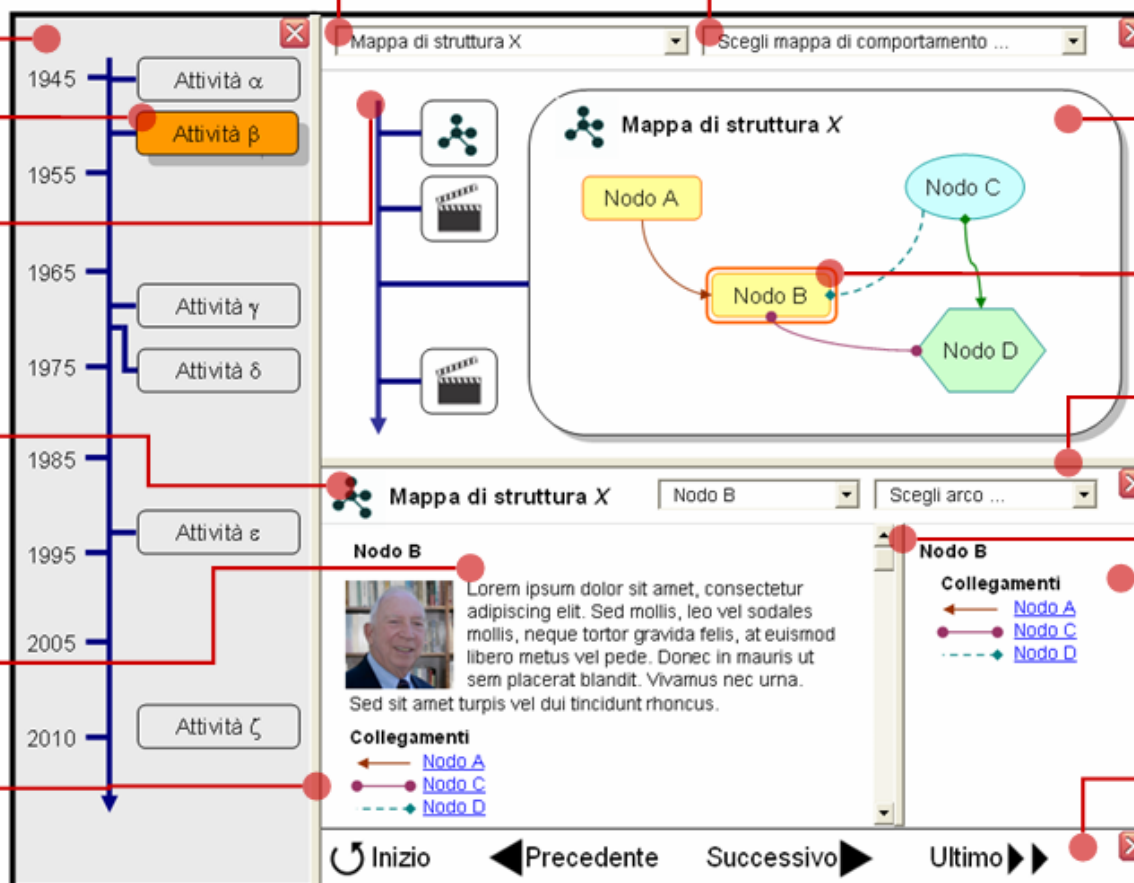 1945
Attività α
Attività β
1955
1965
Attività γ
1975
Attività δ
1985
Attività ε
1995
2005
Attività ζ
2010
Mappa di struttura X
Scegli mappa di comportamento ...
Mappa di struttura X
Nodo A
Nodo C
Nodo B
Nodo D
Mappa di struttura X
Nodo B
Scegli arco ...
Nodo B
Lorem ipsum dolor sit amet, consectetur
adipiscing elit. Sed mollis, leo vel sodales
mollis, neque tortor gravida felis, at euismod
libero metus vel pede. Donec in mauris ut
sem placerat blandit. Vivamus nec urna.
Sed sit amet turpis vel dui tincidunt rhoncus.
Collegamenti
Nodo A
Nodo C
Nodo D
Nodo B
Collegamenti
Nodo A
Nodo C
Nodo D
Inizio
Precedente
Successivo
Ultimo